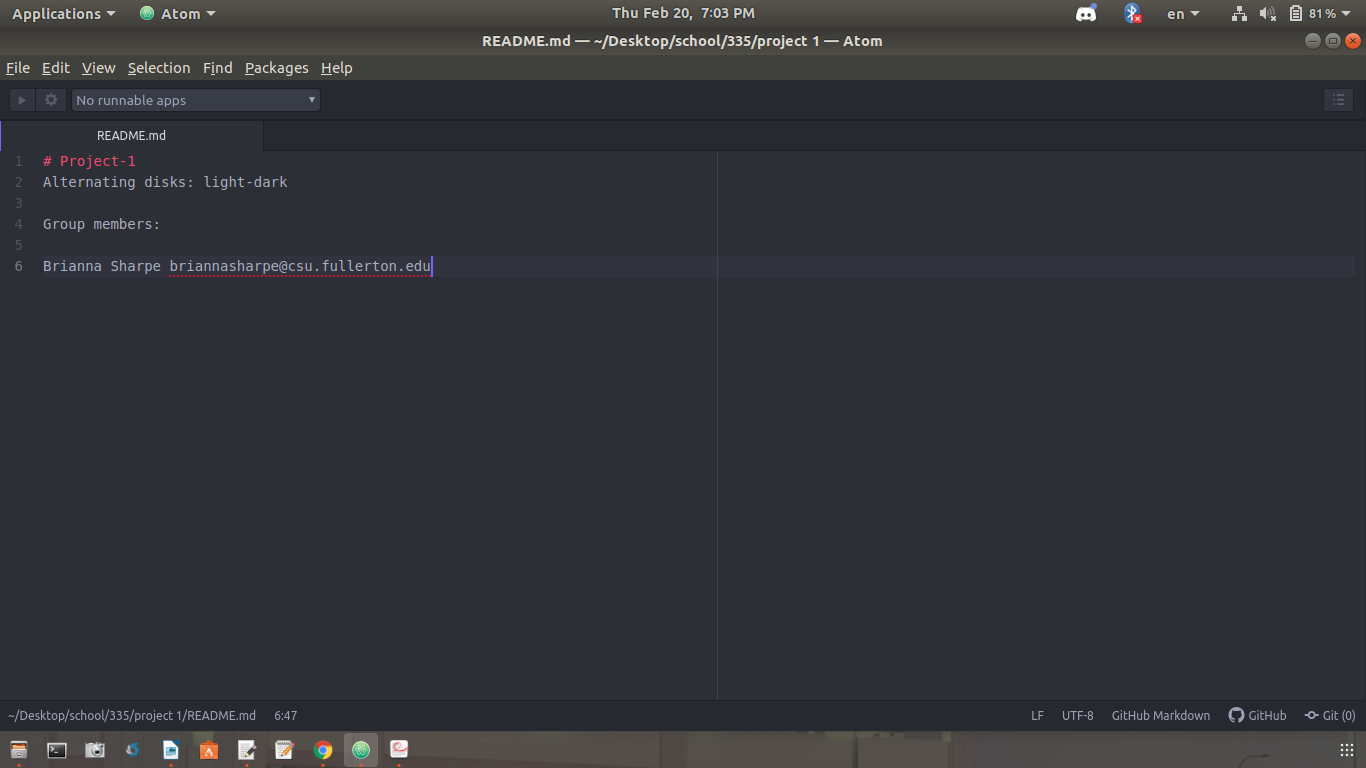 Applications Atom Thu Feb 20, 7:03 PM en 81%
README.md — ~/Desktop/school/335/project 1 — Atom
File Edit View Selection Find Packages Help
No runnable apps
README.md
1 # Project-1
2 Alternating disks: light-dark
3
4 Group members:
5
6 Brianna Sharpe briannasharpe@csu.fullerton.edu
~/Desktop/school/335/project 1/README.md 6:47 LF UTF-8 GitHub Markdown GitHub Git (0)